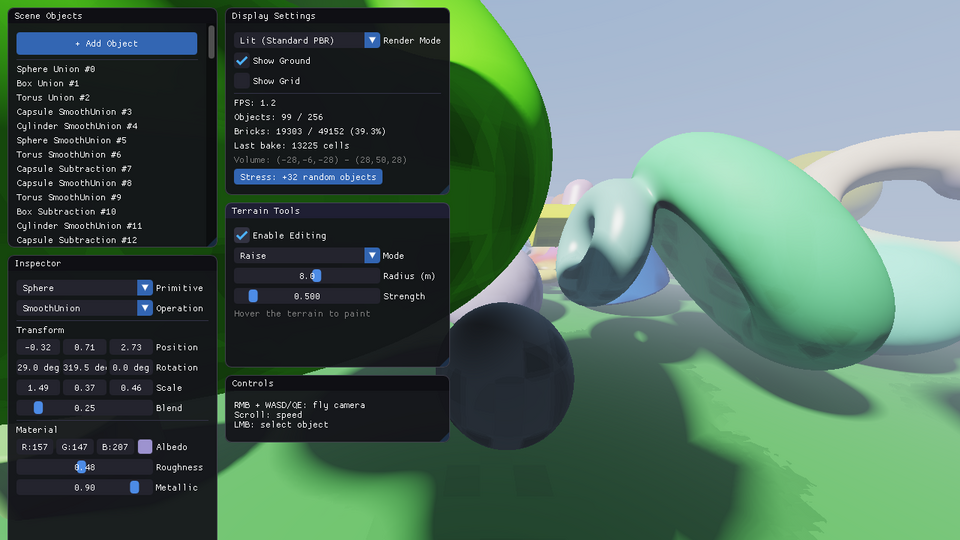 Scene Objects
+ Add Object
Sphere Union #0
Box Union #1
Torus Union #2
Capsule SmoothUnion #3
Cylinder SmoothUnion #4
Sphere SmoothUnion #5
Torus SmoothUnion #6
Capsule Subtraction #7
Capsule SmoothUnion #8
Torus SmoothUnion #9
Box Subtraction #10
Cylinder SmoothUnion #11
Capsule Subtraction #12
Inspector
Sphere Primitive
SmoothUnion Operation
Transform
-0.32 0.71 2.73 Position
29.0 deg 319.5 de 0.0 deg Rotation
1.49 0.37 0.46 Scale
0.25 Blend
Material
R:157 G:147 B:207 Albedo
0.48 Roughness
0.90 Metallic
Display Settings
Lit (Standard PBR) Render Mode
Show Ground
Show Grid
FPS: 1.2
Objects: 99 / 256
Bricks: 19303 / 49152 (39.3%)
Last bake: 13225 cells
Volume: (-28,-6,-28) - (28,50,28)
Stress: +32 random objects
Terrain Tools
Enable Editing
Raise Mode
8.0 Radius (m)
0.500 Strength
Hover the terrain to paint
Controls
RMB + WASD/QE: fly camera
Scroll: speed
LMB: select object